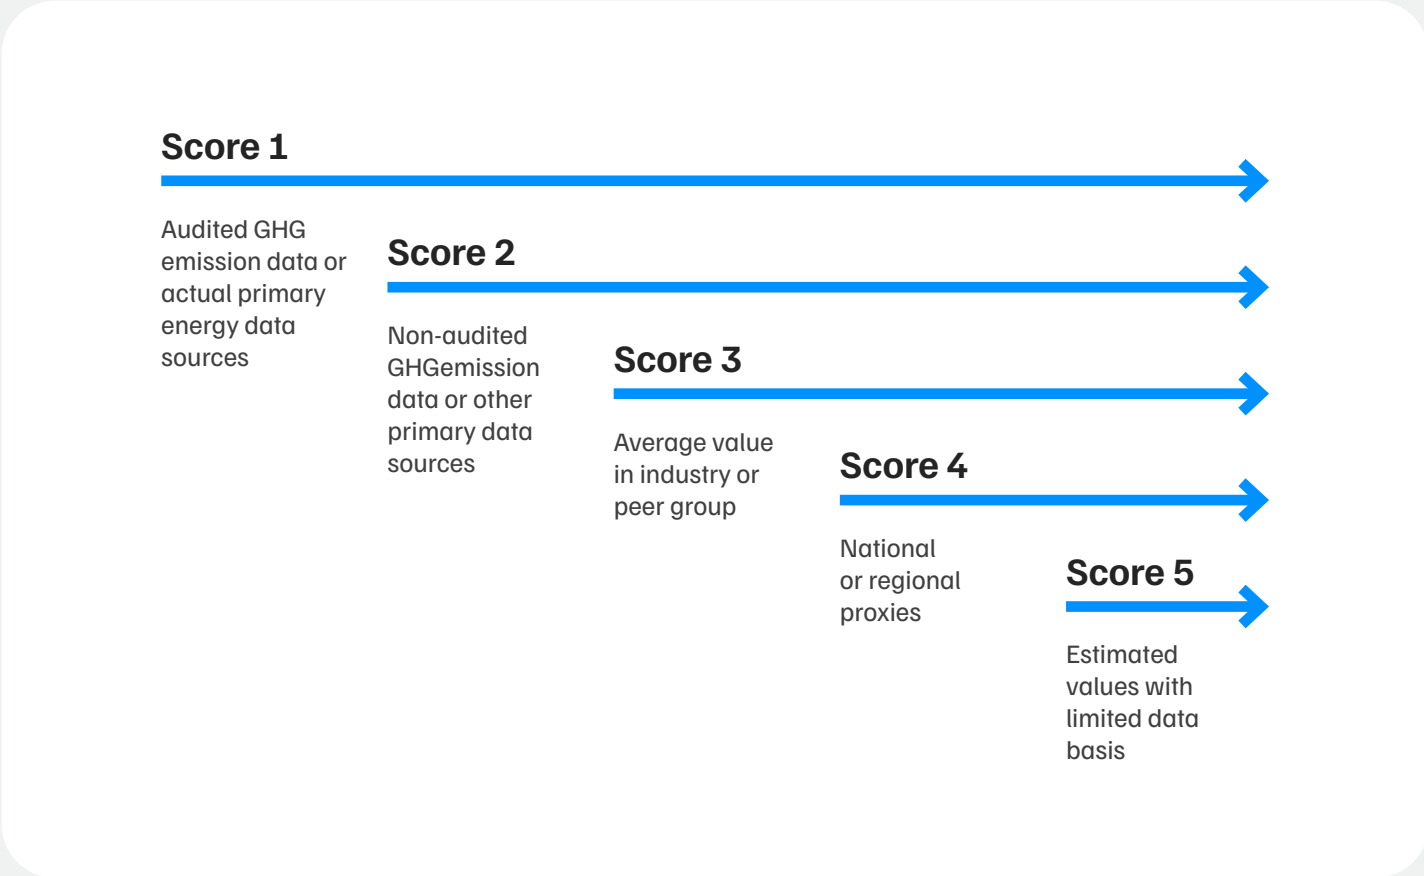 Score 1
Audited GHG
emission data or
actual primary
energy data
sources
Score 2
Non-audited
GHGemission
data or other
primary data
sources
Score 3
Average value
in industry or
peer group
Score 4
National
or regional
proxies
Score 5
Estimated
values with
limited data
basis